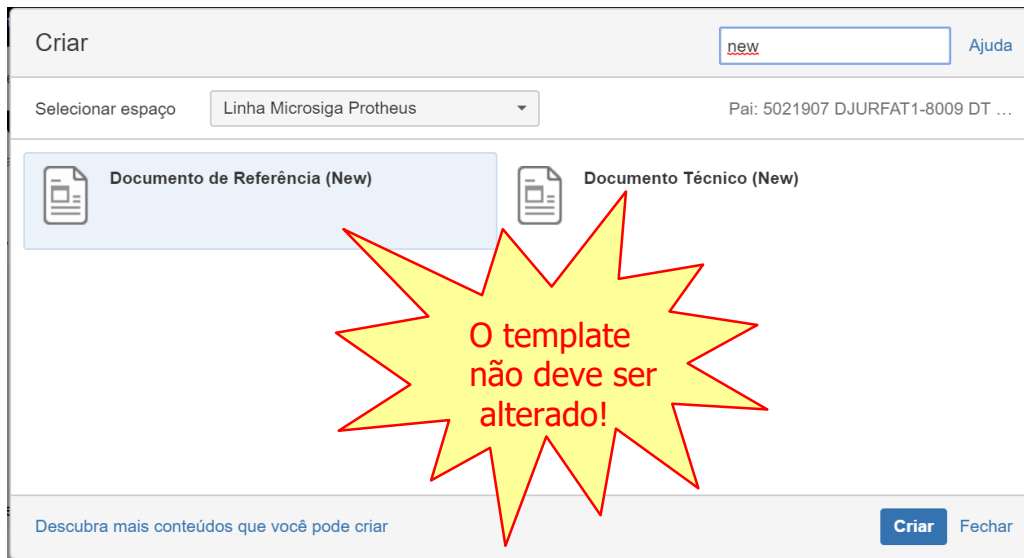 Criar
new
Ajuda
Selecionar espaço
Linha Microsiga Protheus
Pai: 5021907 DJURFAT1-8009 DT ...
Documento de Referência (New)
Documento Técnico (New)
O template
não deve ser
alterado!
Descubra mais conteúdos que você pode criar
Criar
Fechar